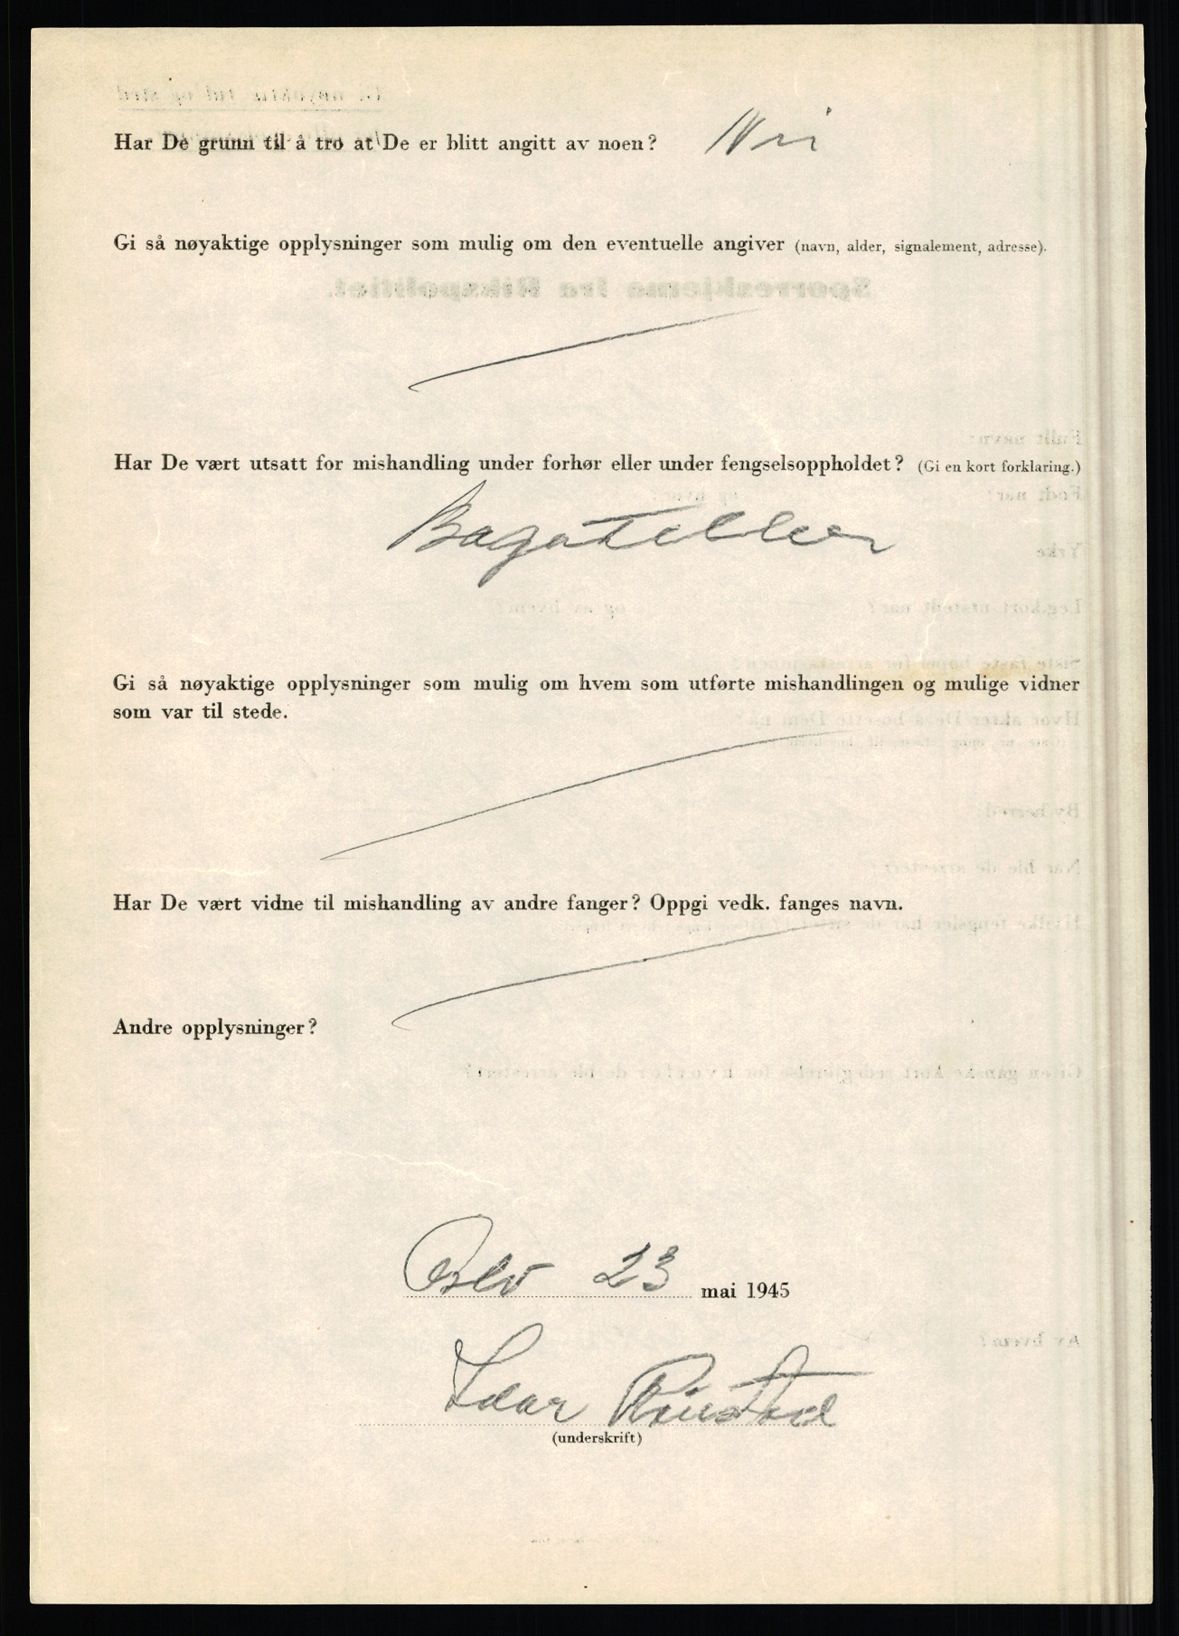 Har De grunn til å tro at De er blitt angitt av noen? Nei
Gi så nøyaktige opplysninger som mulig om den eventuelle angiver (navn, alder, signalement, adresse).
Har De vært utsatt for mishandling under forhør eller under fengselsoppholdet? (Gi en kort forklaring.)
Bagateller
Gi så nøyaktige opplysninger som mulig om hvem som utførte mishandlingen og mulige vidner
som var til stede.
Har De vært vidne til mishandling av andre fanger? Oppgi vedk. fanges navn.
Andre opplysninger?
Oslo 23 mai 1945
(underskrift)